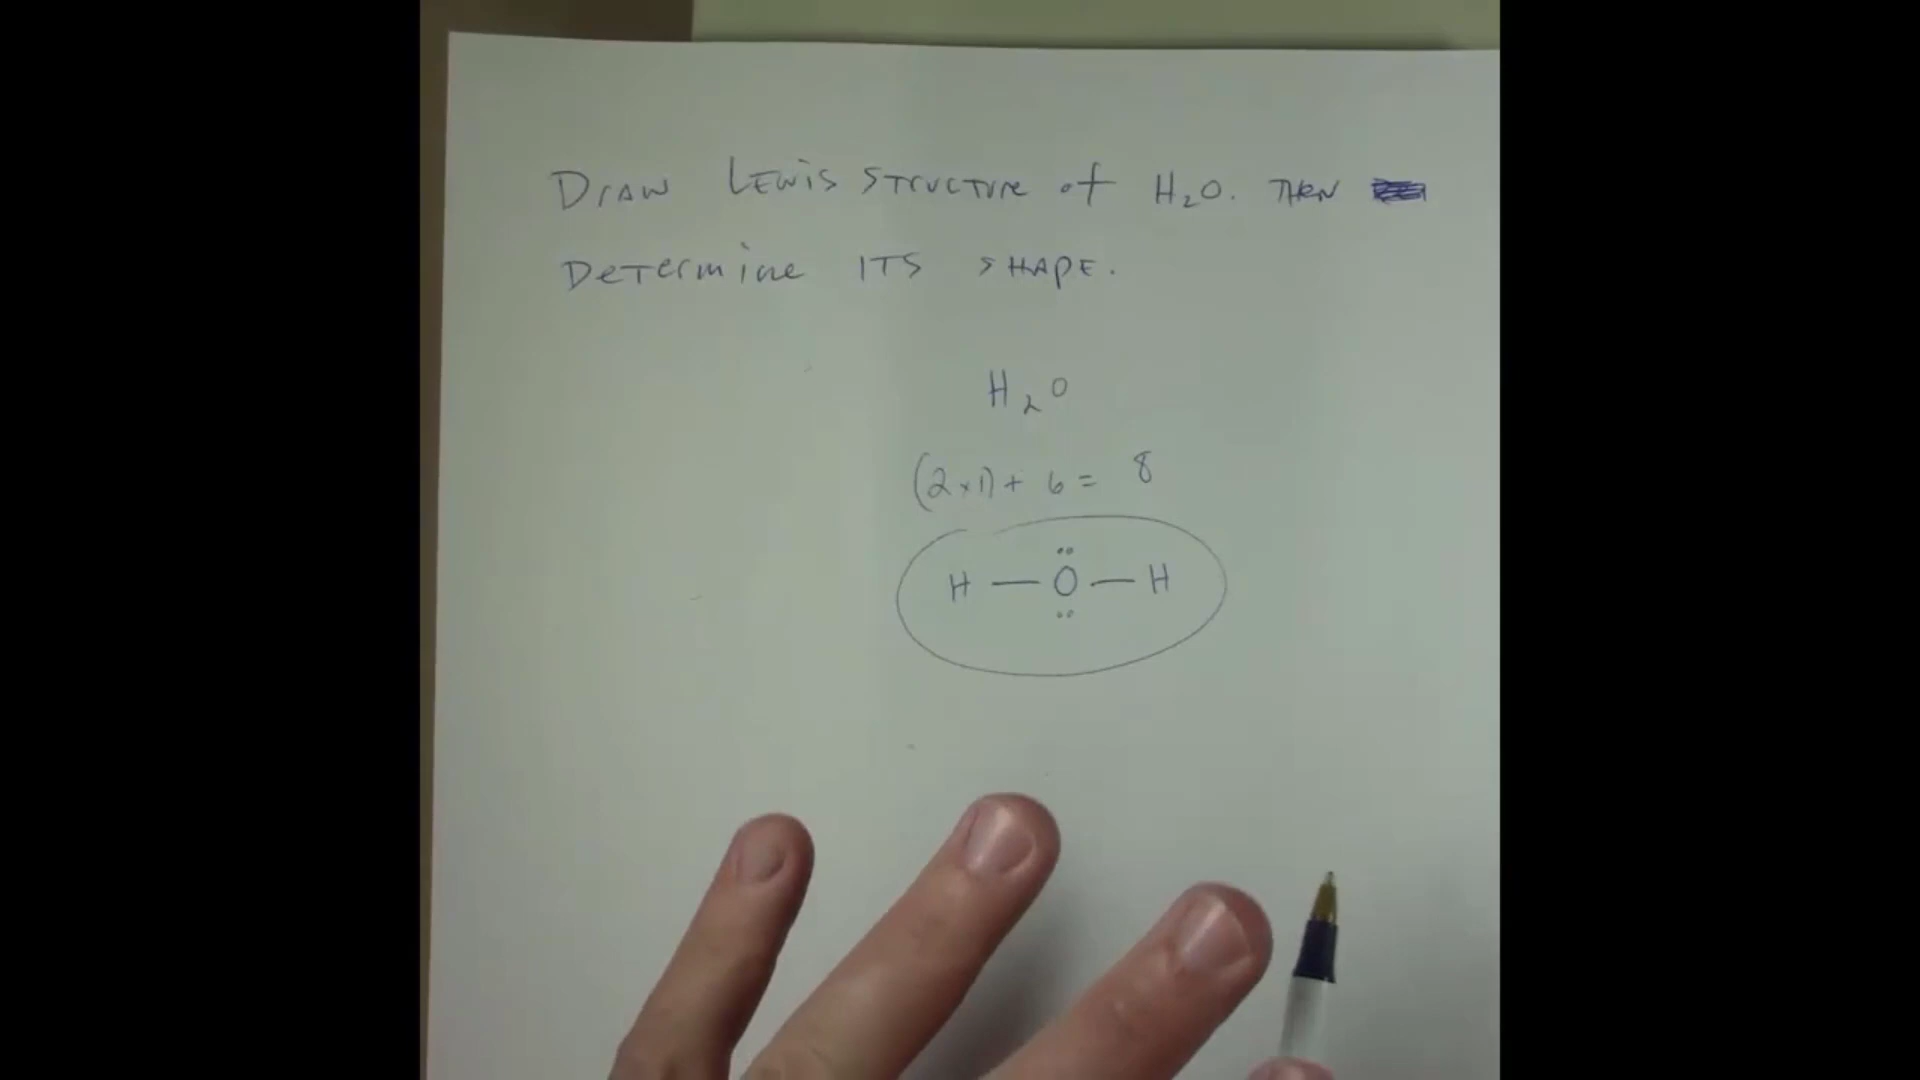 Draw Lewis structure of H₂O. Then
Determine its shape.
H₂O
(2×1)+ 6 = 8
H — Ö̤ — H